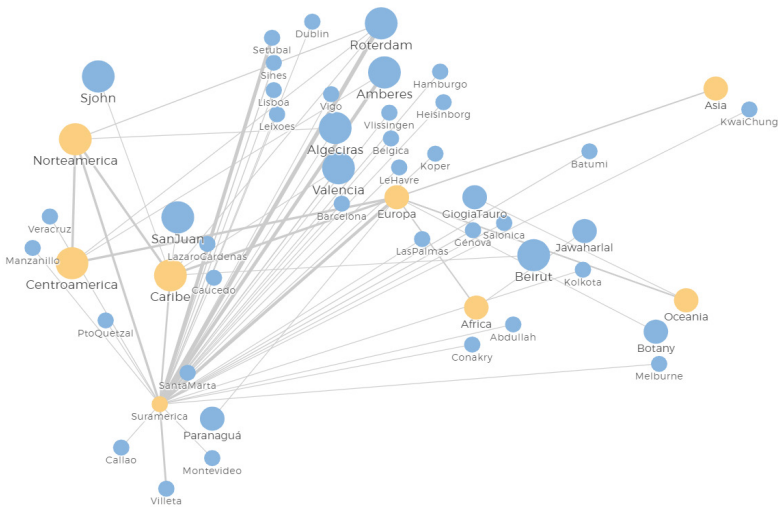 Dublin
Setubal
Roterdam
Sines
Hamburgo
Sjohn
Amberes
Asia
Lisboa
Vigo
Helsinborg
KwaiChung
Leixoes
Vlissingen
Algeciras
Belgica
Norteamerica
Koper
Batumi
LeHavre
Valencia
Barcelona
Europa
GiogiaTauro
Veracruz
SanJuan
Salonica
Genova
Jawaharlal
LazaroCardenas
LasPalmas
Manzanillo
Beirut
Centroamerica
Caribe
Caucedo
Kolkota
Oceania
Africa
PtoQuetzal
Abdullah
Botany
Conakry
Melburne
SantaMarta
Suramerica
Paranaguá
Callao
Montevideo
Villeta